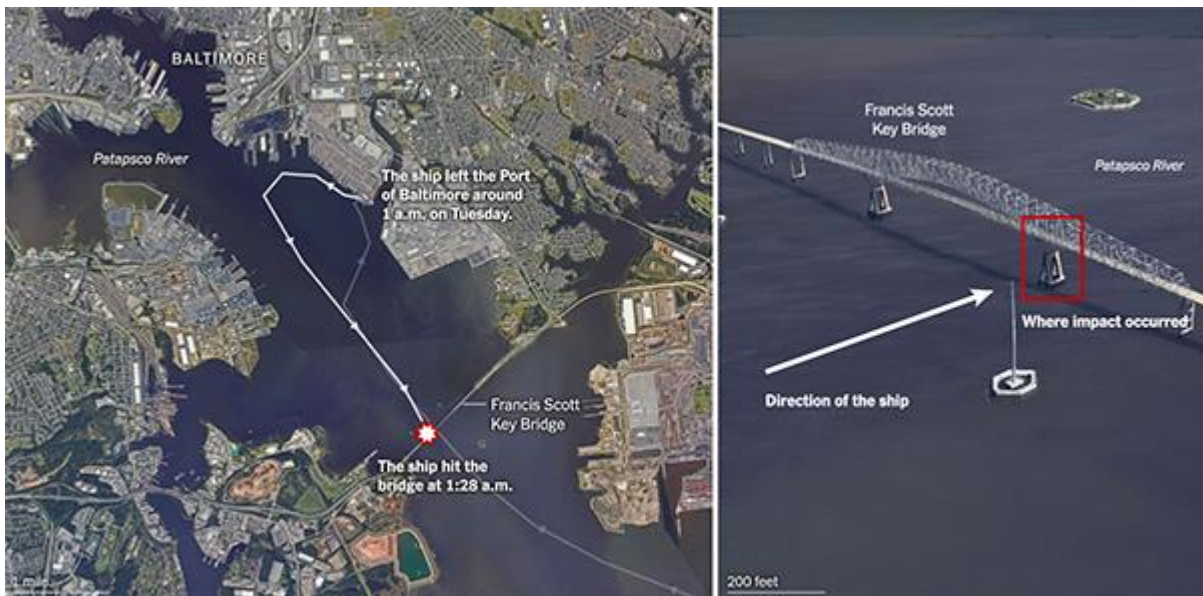 BALTIMORE
Patapsco River
The ship left the Port
of Baltimore around
1 a.m. on Tuesday.
Francis Scott
Key Bridge
The ship hit the
bridge at 1:28 a.m.
1 mile
Francis Scott
Key Bridge
Patapsco River
Where impact occurred
Direction of the ship
200 feet